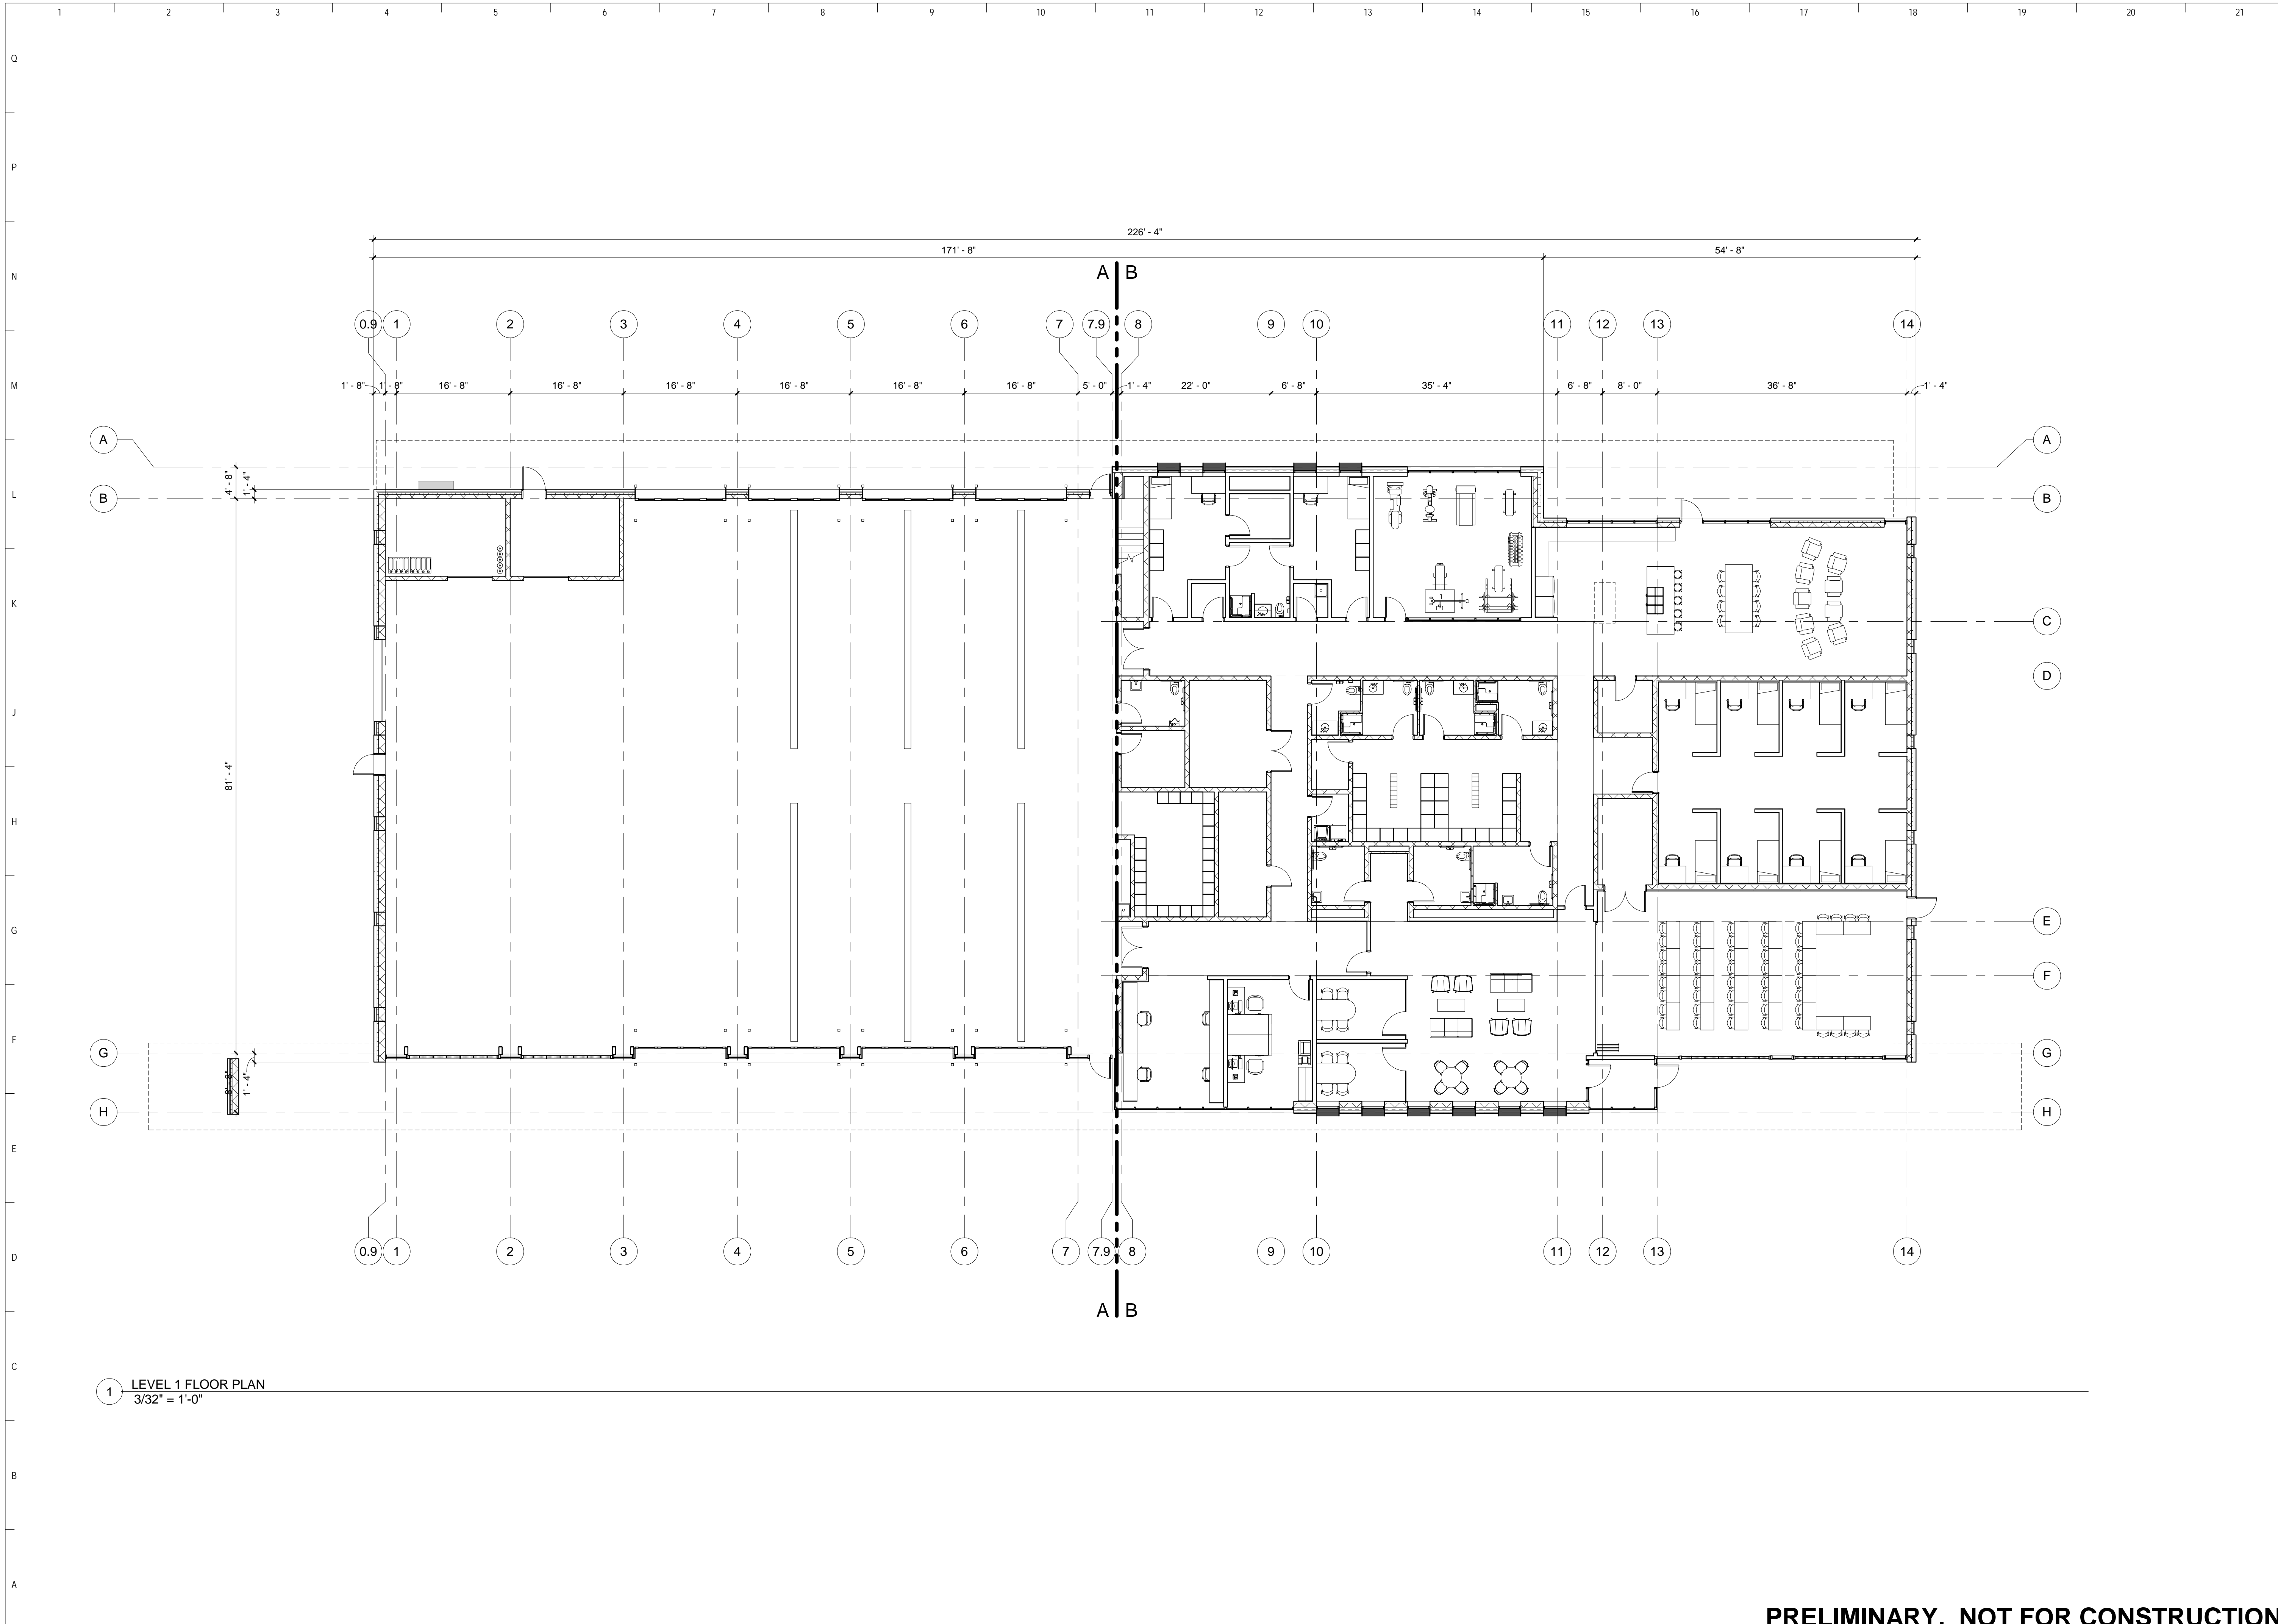 1 2 3 4 5 6 7 8 9 10 11 12 13 14 15 16 17 18 19 20 21
Q
P
226' - 4"
171' - 8" 54' - 8"
N
A B
0.9 1 2 3 4 5 6 7 7.9 8 9 10 11 12 13 14
M
1' - 8" 1' - 8" 16' - 8" 16' - 8" 16' - 8" 16' - 8" 16' - 8" 16' - 8" 5' - 0" 1' - 4" 22' - 0" 6' - 8" 35' - 4" 6' - 8" 8' - 0" 36' - 8" 1' - 4"
A A
4' - 8"
1' - 4"
L
B B
K
C
D
J
81' - 4"
H
E
G
F
F
G G
8' - 8"
1' - 4"
H H
E
0.9 1 2 3 4 5 6 7 7.9 8 9 10 11 12 13 14
D
A B
C
1 LEVEL 1 FLOOR PLAN
3/32" = 1'-0"
B
A
PRELIMINARY, NOT FOR CONSTRUCTION